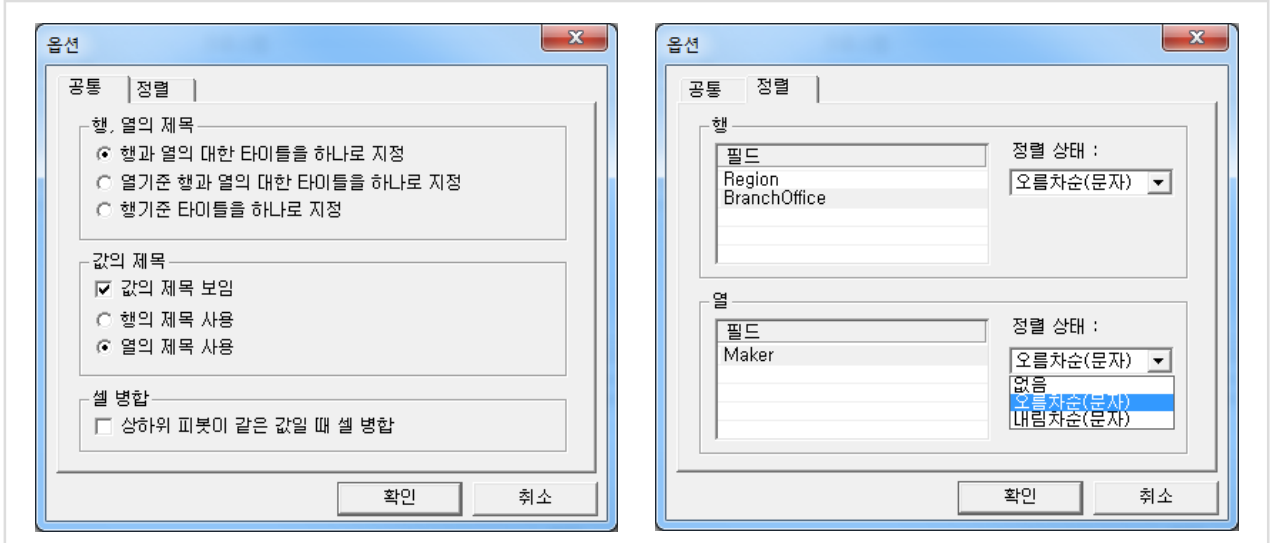 옵션
공통
정렬
행, 열의 제목
행과 열의 대한 타이틀을 하나로 지정
열기준 행과 열의 대한 타이틀을 하나로 지정
행기준 타이틀을 하나로 지정
값의 제목
값의 제목 보임
행의 제목 사용
열의 제목 사용
셀 병합
상하위 피봇이 같은 값일 때 셀 병합
확인
취소
옵션
공통
정렬
행
필드
Region
BranchOffice
정렬 상태 :
오름차순(문자)
열
필드
Maker
정렬 상태 :
오름차순(문자)
없음
오름차순(문자)
내림차순(문자)
확인
취소